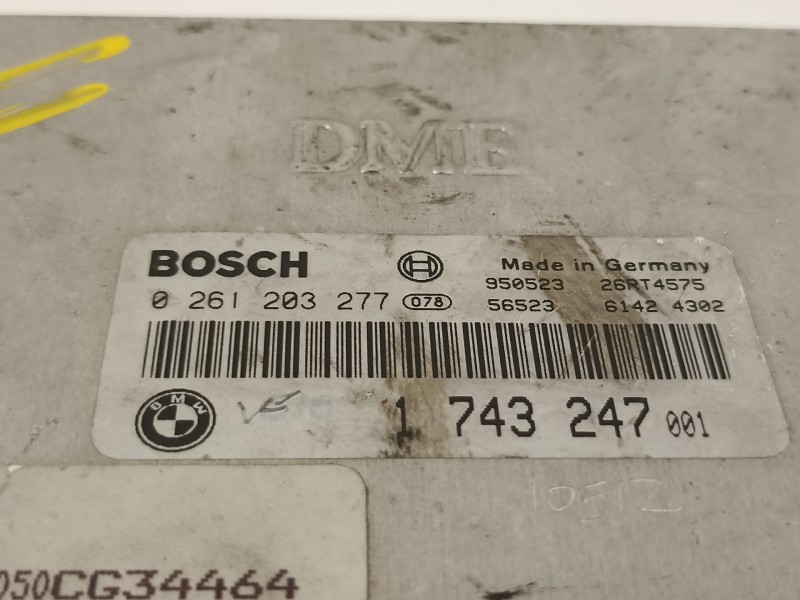 DME
BOSCH
Made in Germany
0 261 203 277 078
950523 26RT4575
56523 6142 4302
BMW
1 743 247 001
10512
050CG34464